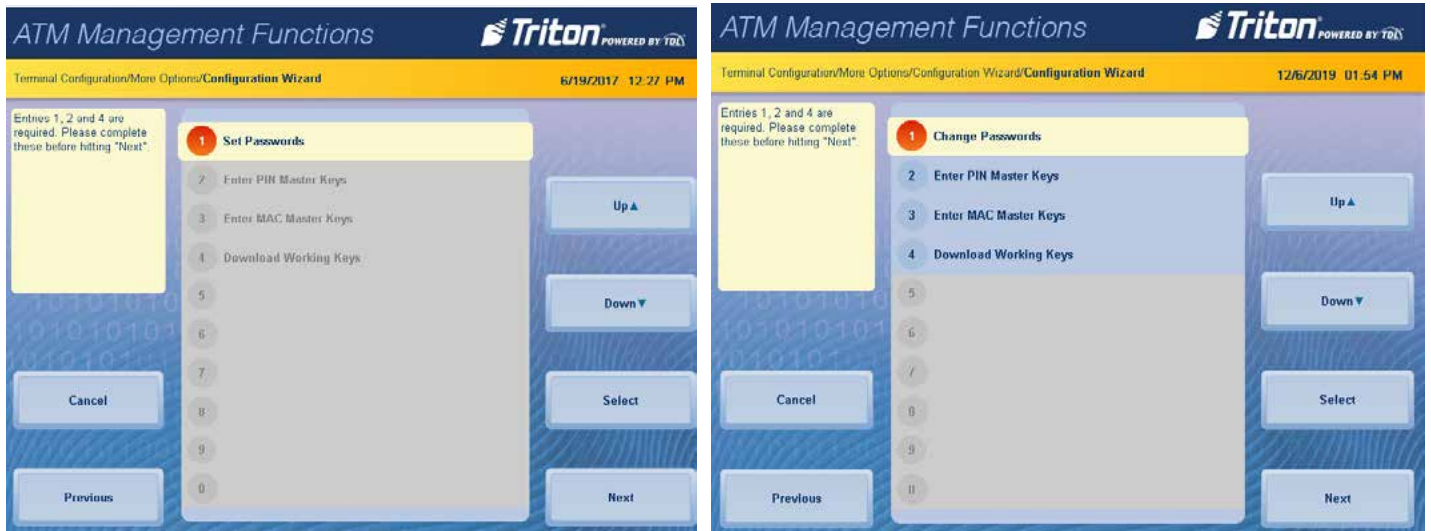 ATM Management Functions
Triton POWERED BY TDL
Terminal Configuration/More Options/Configuration Wizard
6/19/2017 12:27 PM
Entries 1, 2 and 4 are
required. Please complete
these before hitting "Next".
1 Set Passwords
2 Enter PIN Master Keys
3 Enter MAC Master Keys
4 Download Working Keys
5
6
7
8
9
0
Up▲
Down▼
Cancel
Select
Previous
Next
ATM Management Functions
Triton POWERED BY TDL
Terminal Configuration/More Options/Configuration Wizard/Configuration Wizard
12/6/2019 01:54 PM
Entries 1, 2 and 4 are
required. Please complete
these before hitting "Next".
1 Change Passwords
2 Enter PIN Master Keys
3 Enter MAC Master Keys
4 Download Working Keys
5
6
7
8
9
0
Up▲
Down▼
Cancel
Select
Previous
Next